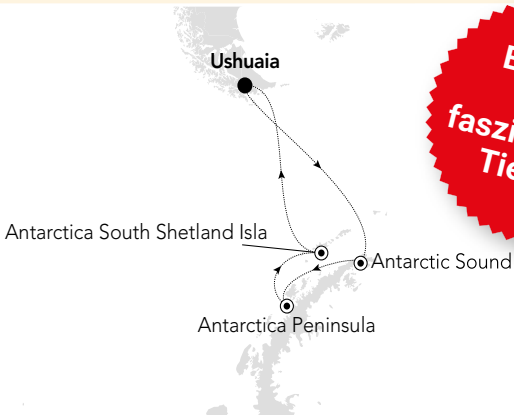 Ushuaia
faszi
Tie
Antarctica South Shetland Isla
Antarctic Sound
Antarctica Peninsula